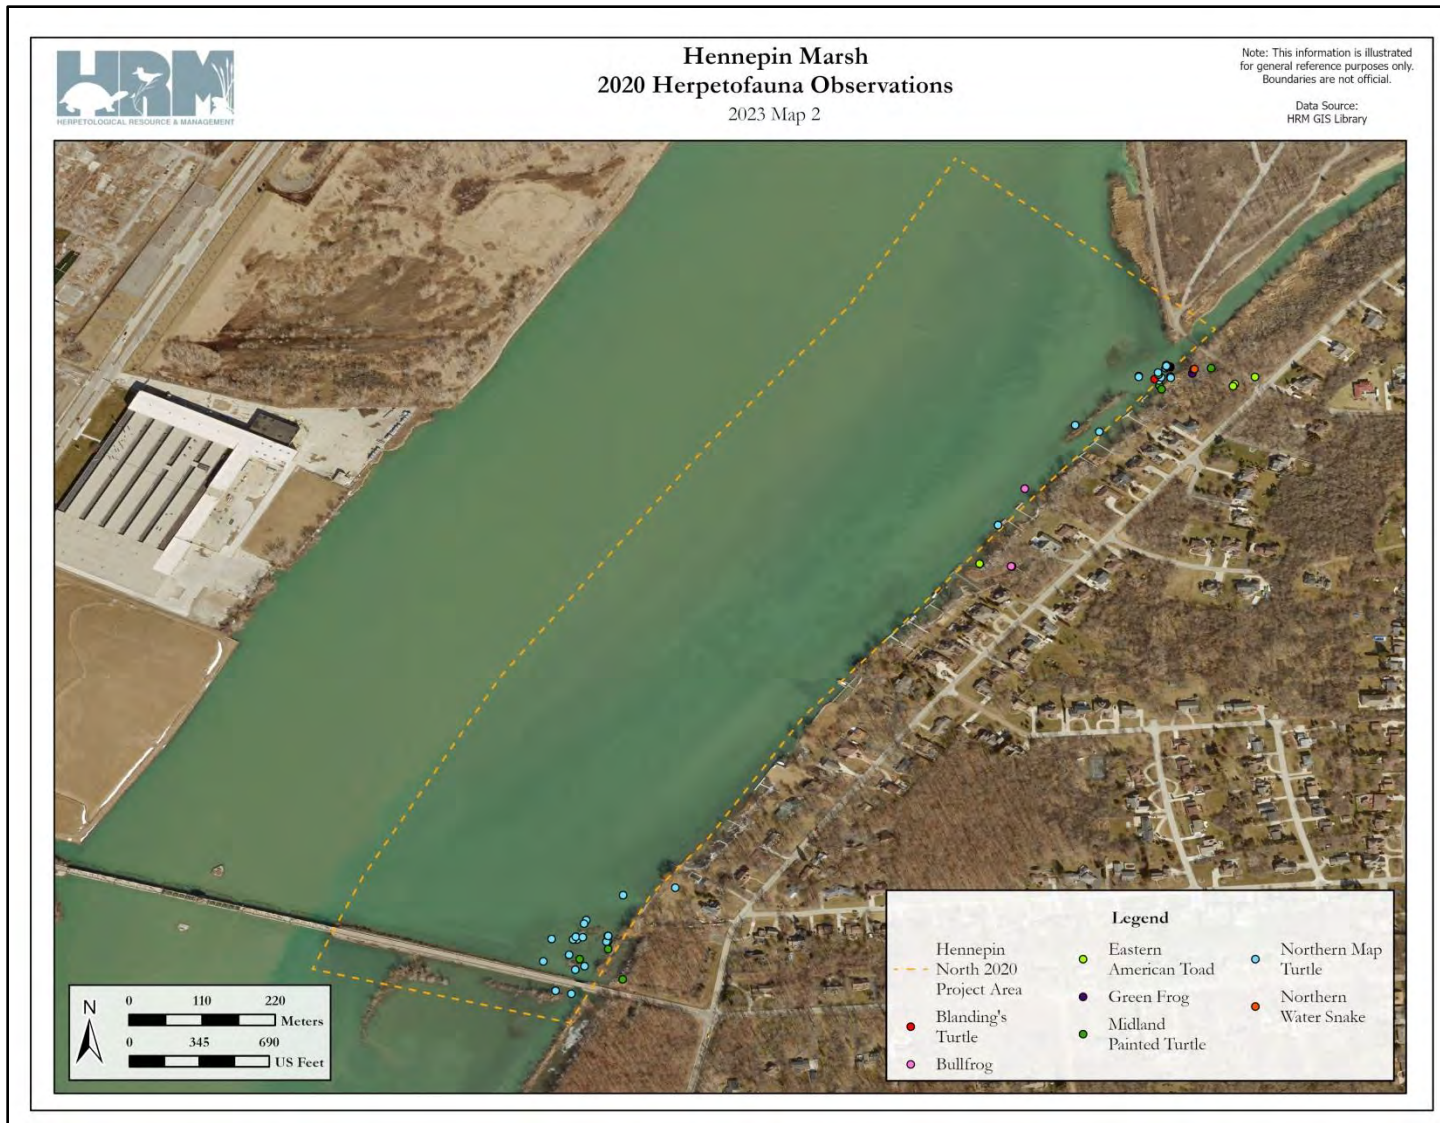 HRM
HERPETOLOGICAL RESOURCE & MANAGEMENT
Hennepin Marsh
2020 Herpetofauna Observations
2023 Map 2
Note: This information is illustrated
for general reference purposes only.
Boundaries are not official.
Data Source:
HRM GIS Library
Legend
Hennepin
North 2020
Project Area
Blanding's
Turtle
Bullfrog
Eastern
American Toad
Green Frog
Midland
Painted Turtle
Northern Map
Turtle
Northern
Water Snake
N
0 110 220
Meters
0 345 690
US Feet